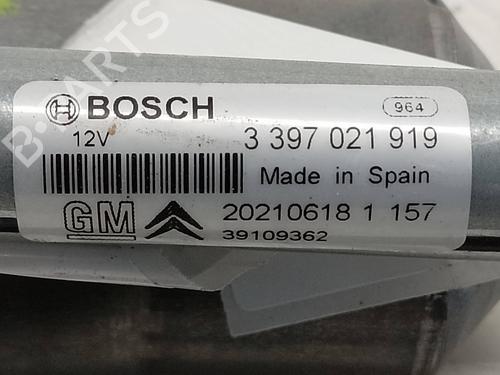 BOSCH
964
12V
3 397 021 919
Made in Spain
GM
20210618 1 157
39109362
B-PARTS